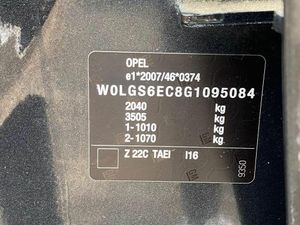 OPEL
e1*2007/46*0374
W0LGS6EC8G1095084
2040 kg
3505 kg
1-1010 kg
2-1070 kg
Z 22C TAEI I16
9350
GM